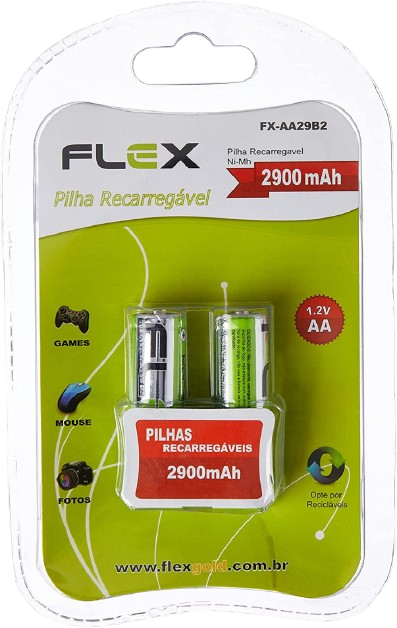 FX-AA29B2
FLEX
Pilha Recarregavel
Ni-Mh
2900 mAh
Pilha Recarregável
1.2V
AA
GAMES
MOUSE
FOTOS
PILHAS
RECARREGÁVEIS
2900mAh
Opte por
Recicláveis
www.flexgold.com.br